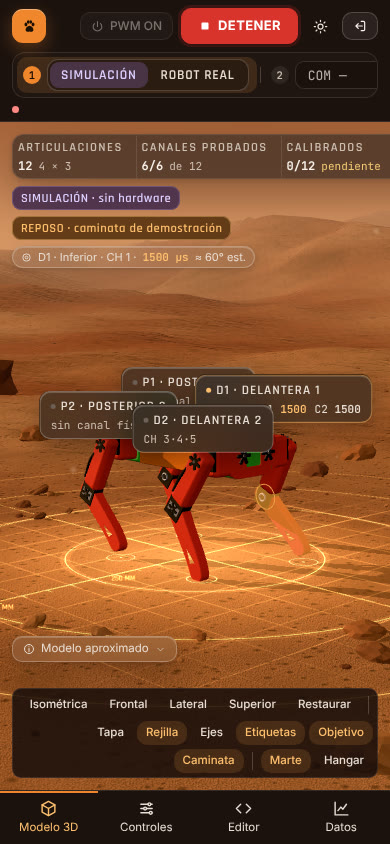 PWM ON
DETENER
1 SIMULACIÓN ROBOT REAL 2 COM —
ARTICULACIONES CANALES PROBADOS CALIBRADOS
12 4 × 3 6/6 de 12 0/12 pendiente
SIMULACIÓN · sin hardware
REPOSO · caminata de demostración
D1 · Inferior · CH 1 · 1500 µs ≈ 60° est.
P1 · POST
D1 · DELANTERA 1
1500 C2 1500
P2 ·
sin canal
D2 · DELANTERA 2
CH 3·4·5
250 MM
MM
Modelo aproximado
Isométrica Frontal Lateral Superior Restaurar
Tapa Rejilla Ejes Etiquetas Objetivo
Caminata Marte Hangar
Modelo 3D Controles Editor Datos